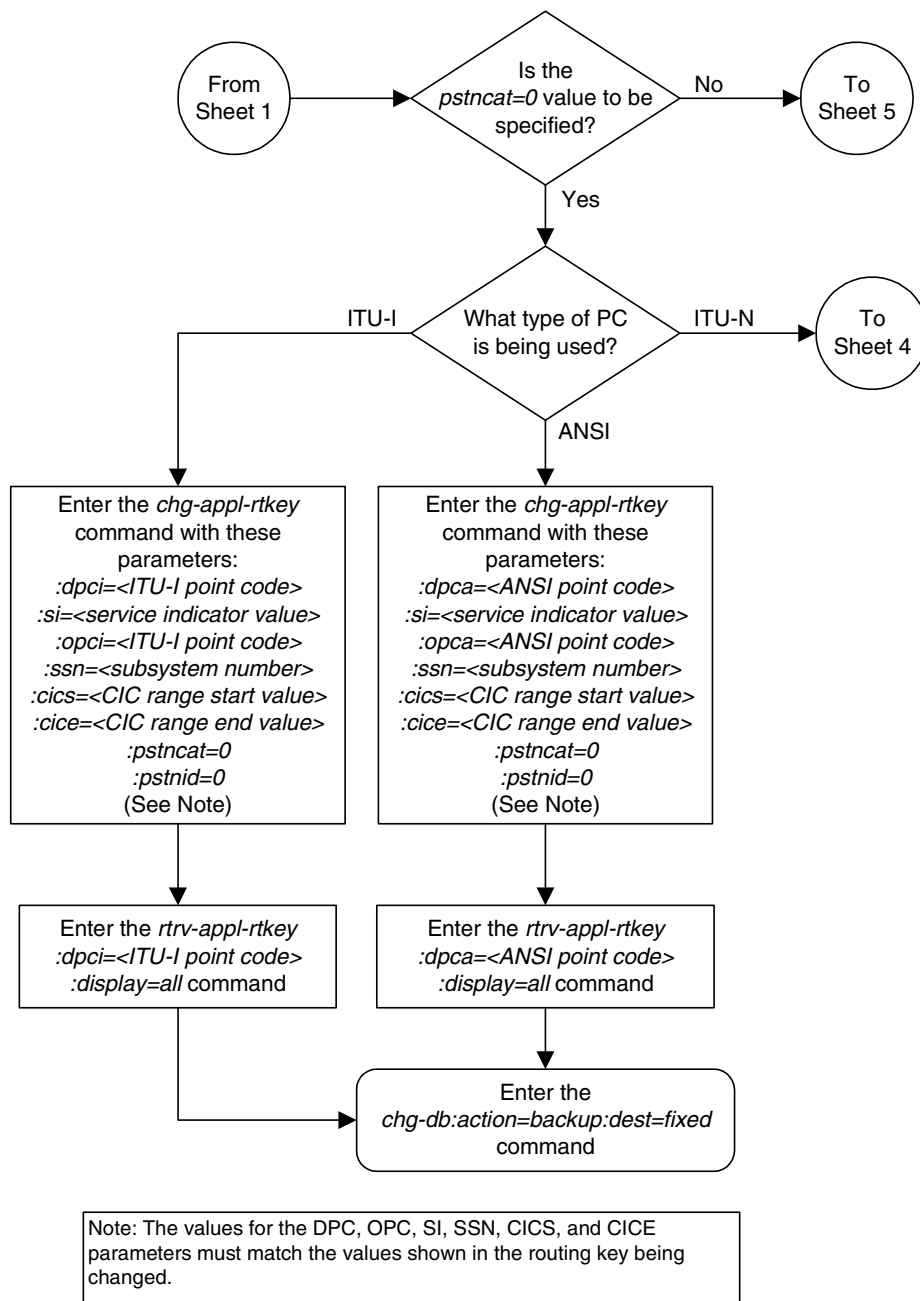 From
Sheet 1
Is the
pstncat=0 value to be
specified?
No
To
Sheet 5
Yes
ITU-I
What type of PC
is being used?
ITU-N
To
Sheet 4
ANSI
Enter the chg-appl-rtkey
command with these
parameters:
:dpci=<ITU-I point code>
:si=<service indicator value>
:opci=<ITU-I point code>
:ssn=<subsystem number>
:cics=<CIC range start value>
:cice=<CIC range end value>
:pstncat=0
:pstnid=0
(See Note)
Enter the chg-appl-rtkey
command with these
parameters:
:dpca=<ANSI point code>
:si=<service indicator value>
:opca=<ANSI point code>
:ssn=<subsystem number>
:cics=<CIC range start value>
:cice=<CIC range end value>
:pstncat=0
:pstnid=0
(See Note)
Enter the rtrv-appl-rtkey
:dpci=<ITU-I point code>
:display=all command
Enter the rtrv-appl-rtkey
:dpca=<ANSI point code>
:display=all command
Enter the
chg-db:action=backup:dest=fixed
command
Note: The values for the DPC, OPC, SI, SSN, CICS, and CICE
parameters must match the values shown in the routing key being
changed.